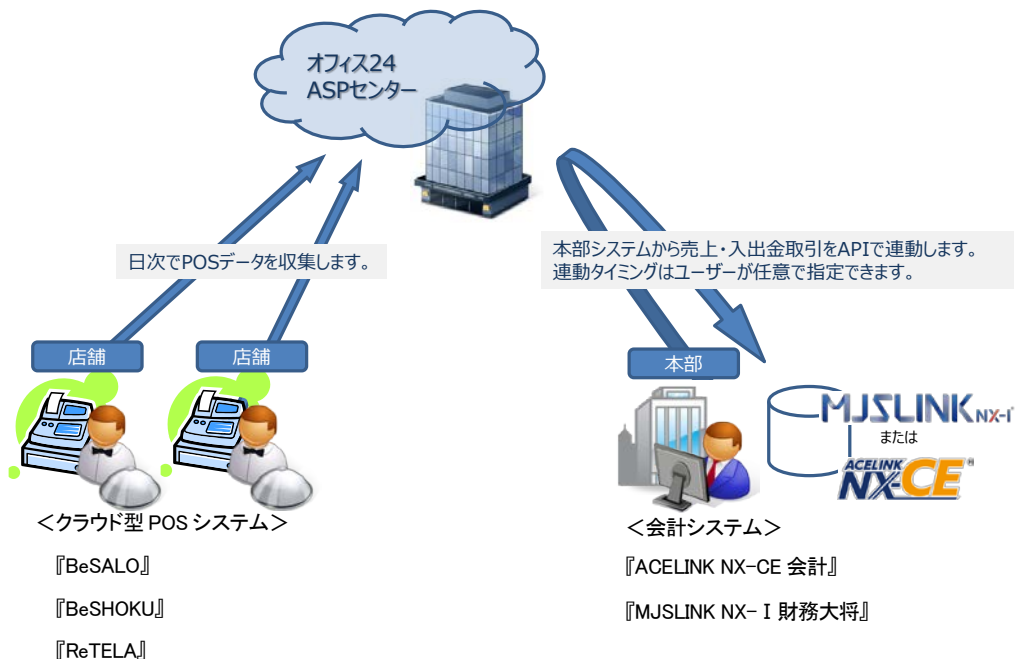 オフィス24
ASPセンター
日次でPOSデータを収集します。
本部システムから売上・入出金取引をAPIで連動します。
連動タイミングはユーザーが任意で指定できます。
店舗
店舗
本部
MJSLINK NX-I
または
ACELINK
NX-CE
＜クラウド型 POS システム＞
『BeSALO』
『BeSHOKU』
『ReTELA』
＜会計システム＞
『ACELINK NX-CE 会計』
『MJSLINK NX-Ⅰ財務大将』